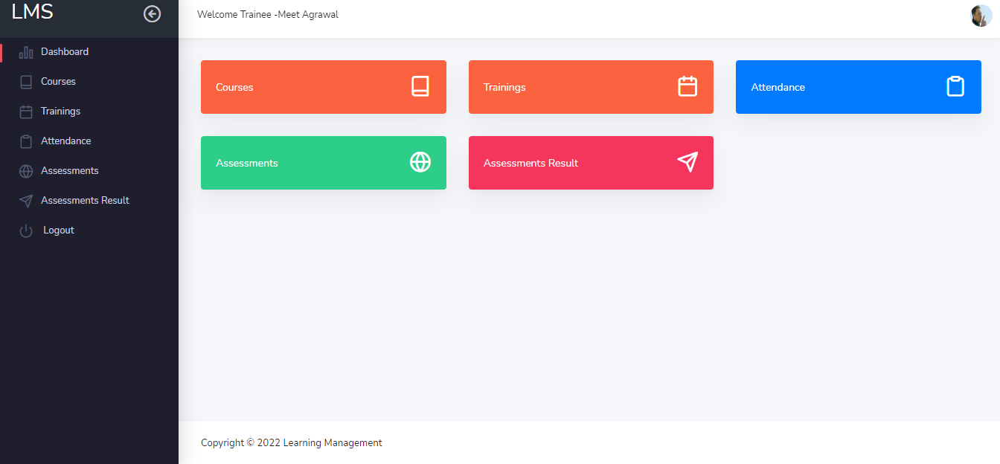 LMS
Welcome Trainee -Meet Agrawal
Dashboard
Courses
Trainings
Attendance
Assessments
Assessments Result
Logout
Courses
Trainings
Attendance
Assessments
Assessments Result
Copyright © 2022 Learning Management